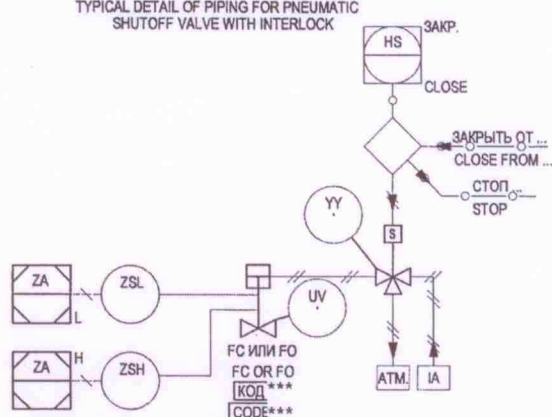 TYPICAL DETAIL OF PIPING FOR PNEUMATIC
SHUTOFF VALVE WITH INTERLOCK
ЗАКР.
HS
CLOSE
ЗАКРЫТЬ ОТ ...
CLOSE FROM ...
СТОП ...
STOP
YY
S
ZA
L
ZSL
UV
ZA
H
ZSH
FC ИЛИ FO
FC OR FO
КОД ***
CODE***
ATM.
IA